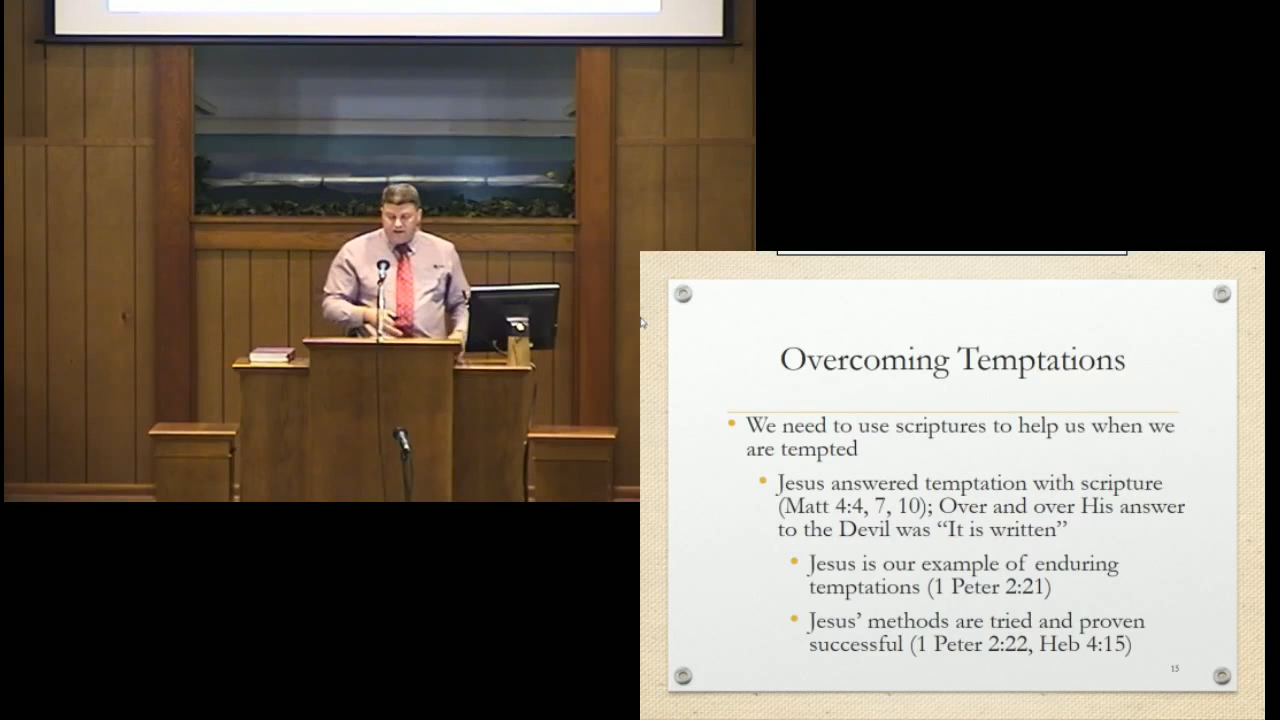 Overcoming Temptations
• We need to use scriptures to help us when we
are tempted
• Jesus answered temptation with scripture
(Matt 4:4, 7, 10); Over and over His answer
to the Devil was “It is written”
• Jesus is our example of enduring
temptations (1 Peter 2:21)
• Jesus’ methods are tried and proven
successful (1 Peter 2:22, Heb 4:15)
15